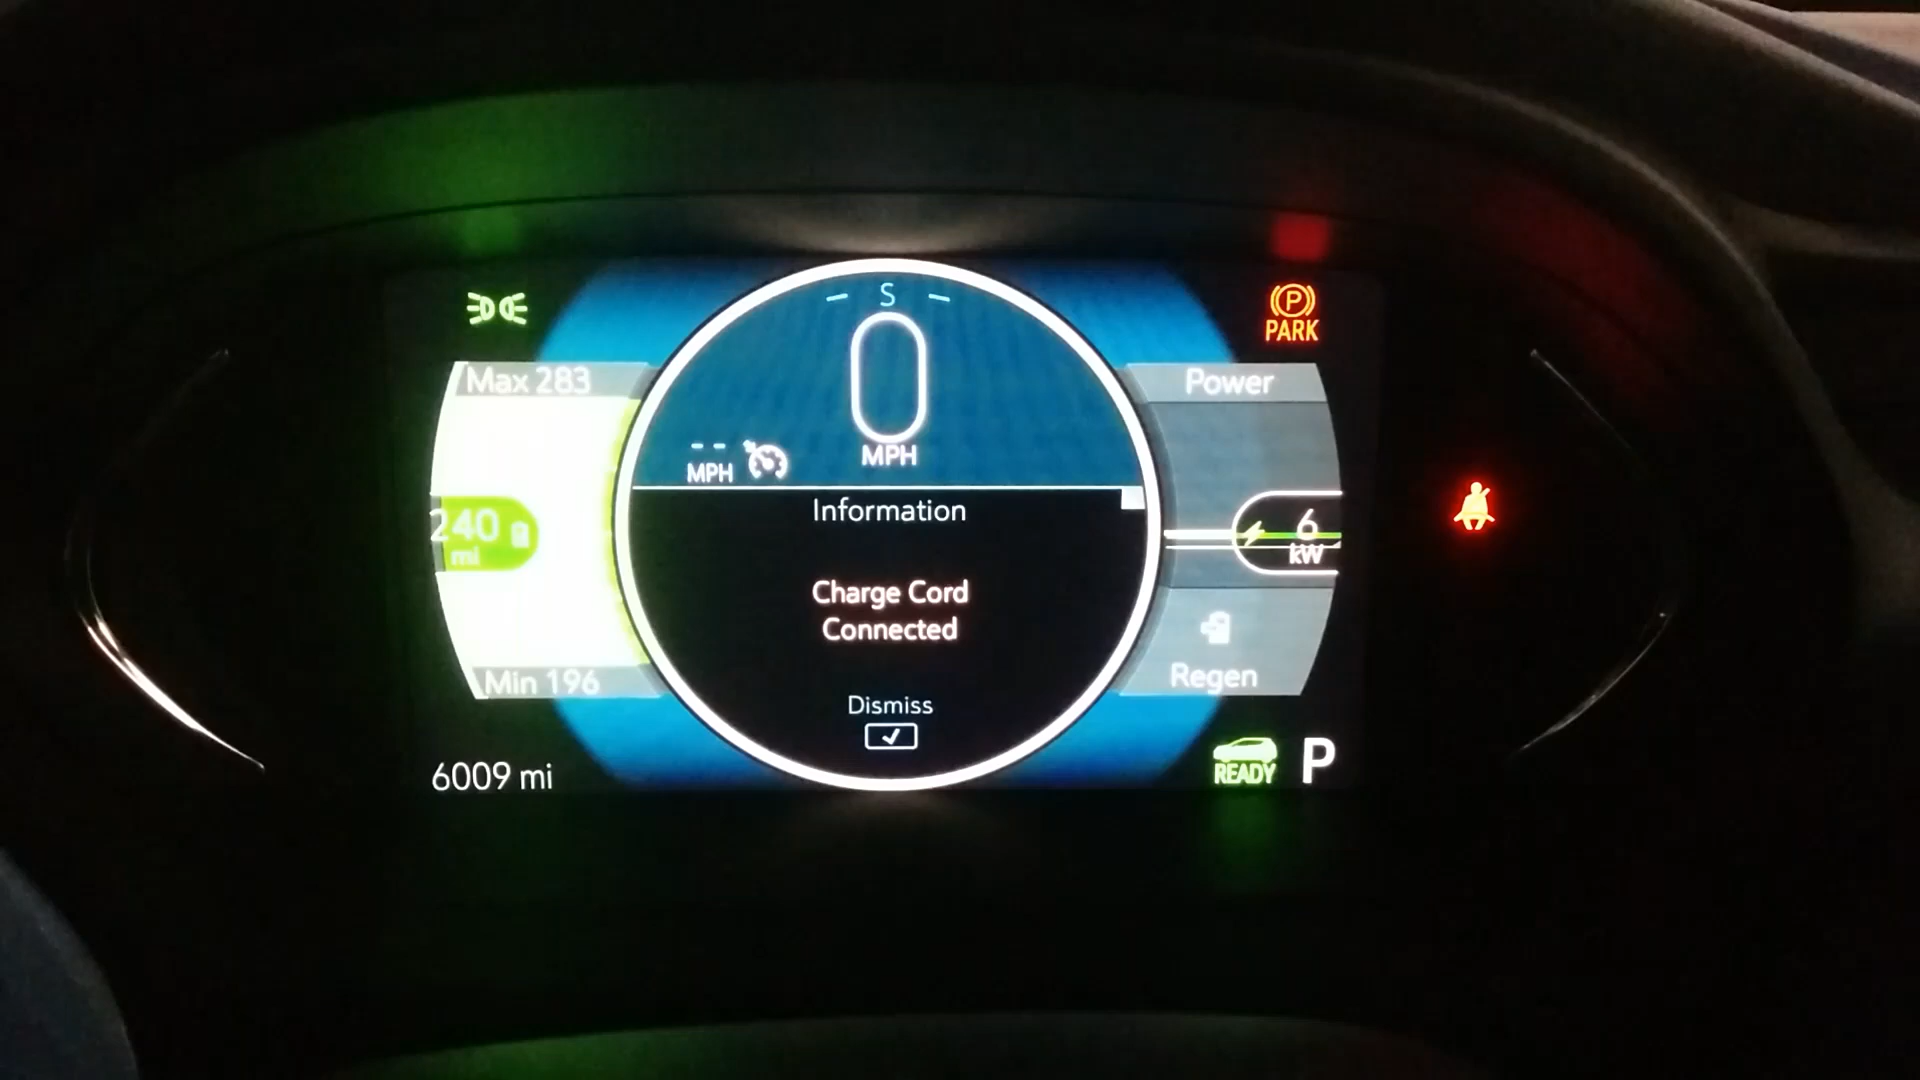 S
P
PARK
Max 283
0
MPH
Power
-- MPH
Information
240
mi
6
kW
Charge Cord
Connected
Min 196
Regen
Dismiss
6009 mi
READY
P